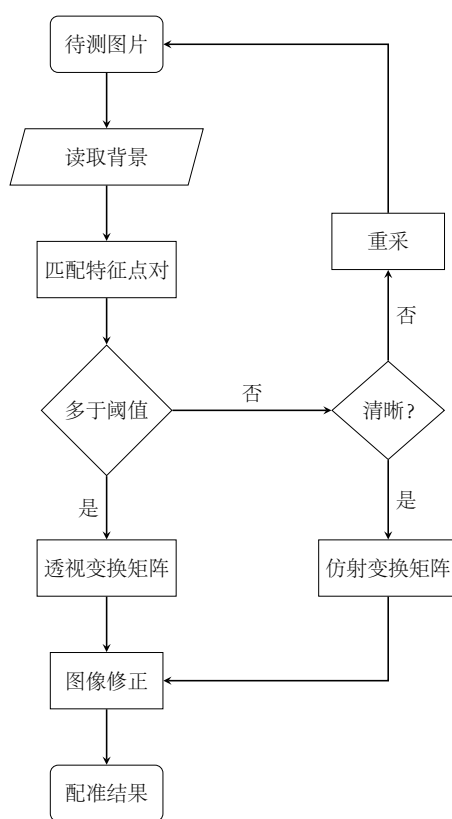 待测图片
读取背景
重采
匹配特征点对
否
否
多于阈值
清晰?
是
是
透视变换矩阵
仿射变换矩阵
图像修正
配准结果